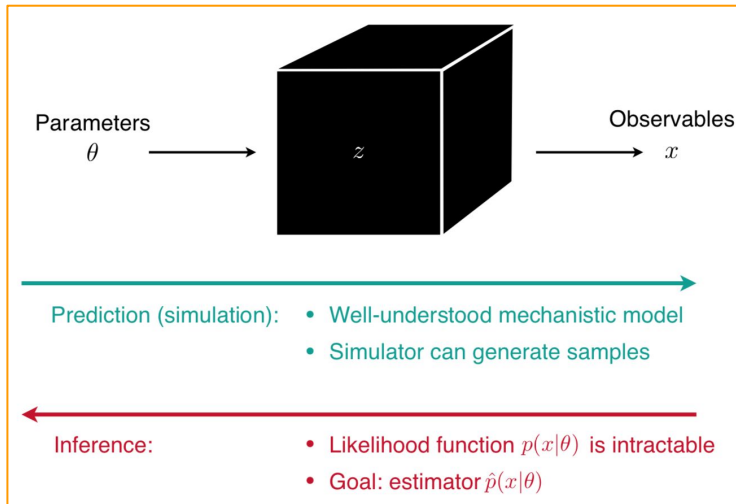 Parameters
θ
z
Observables
x
Prediction (simulation):
• Well-understood mechanistic model
• Simulator can generate samples
Inference:
• Likelihood function p(x|θ) is intractable
• Goal: estimator p̂(x|θ)